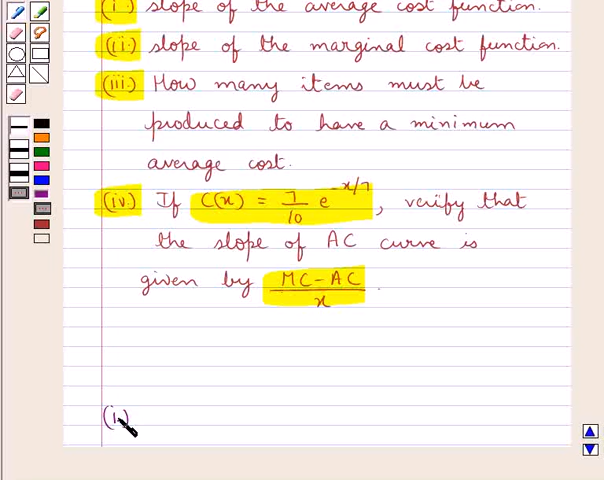 (i.) slope of the average cost function.
(ii.) slope of the marginal cost function.
(iii.) How many items must be
produced to have a minimum
average cost.
(iv.) If C(x) = 7/10 e^{-x/7}, verify that
the slope of AC curve is
given by MC-AC/x .
(i)